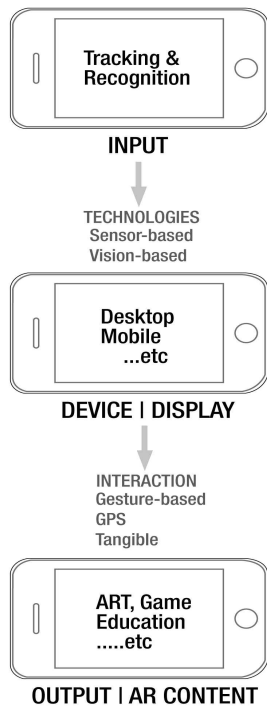 Tracking &
Recognition
INPUT
TECHNOLOGIES
Sensor-based
Vision-based
Desktop
Mobile
...etc
DEVICE | DISPLAY
INTERACTION
Gesture-based
GPS
Tangible
ART, Game
Education
.....etc
OUTPUT | AR CONTENT